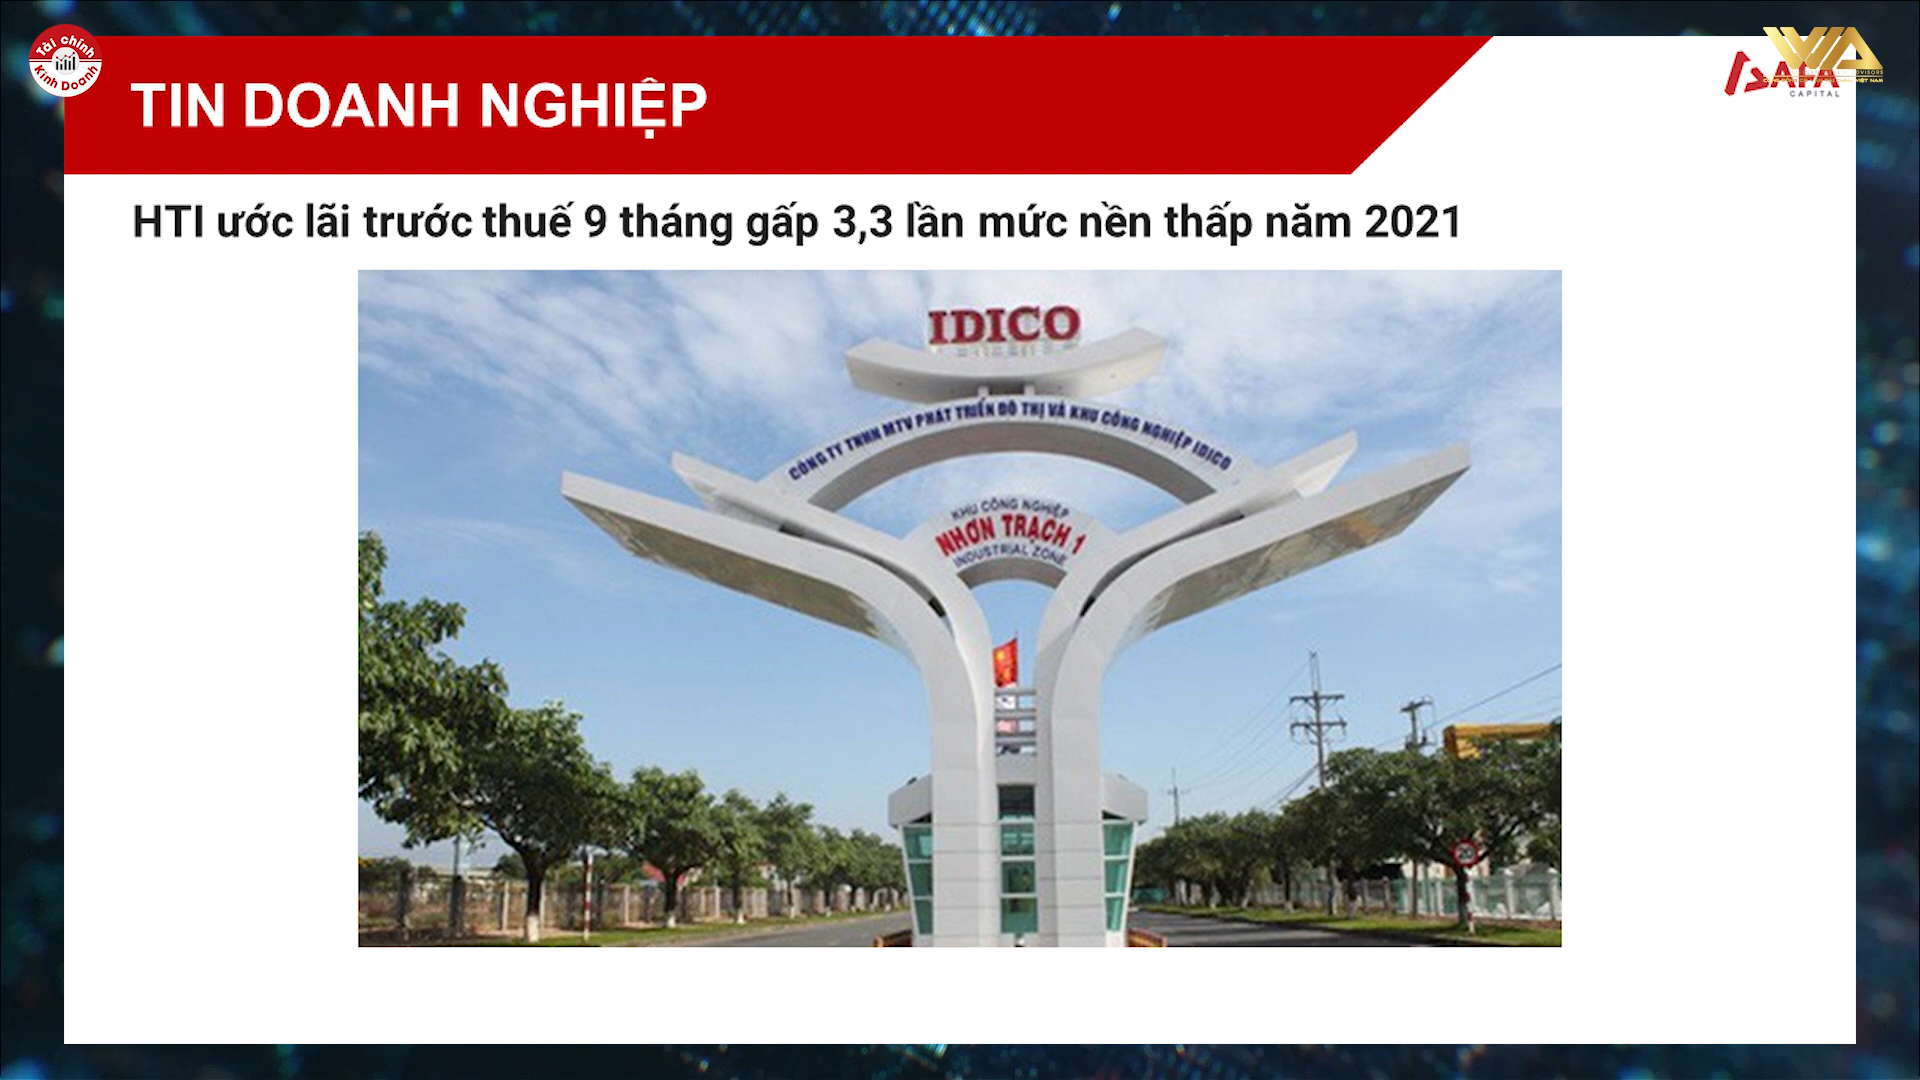 Tài chính
Kinh Doanh
TIN DOANH NGHIỆP
CAPITAL
HTI ước lãi trước thuế 9 tháng gấp 3,3 lần mức nền thấp năm 2021
IDICO
CÔNG TY TNHH MTV PHÁT TRIỂN ĐÔ THỊ VÀ KHU CÔNG NGHIỆP IDICO
KHU CÔNG NGHIỆP
NHƠN TRẠCH 1
INDUSTRIAL ZONE
20